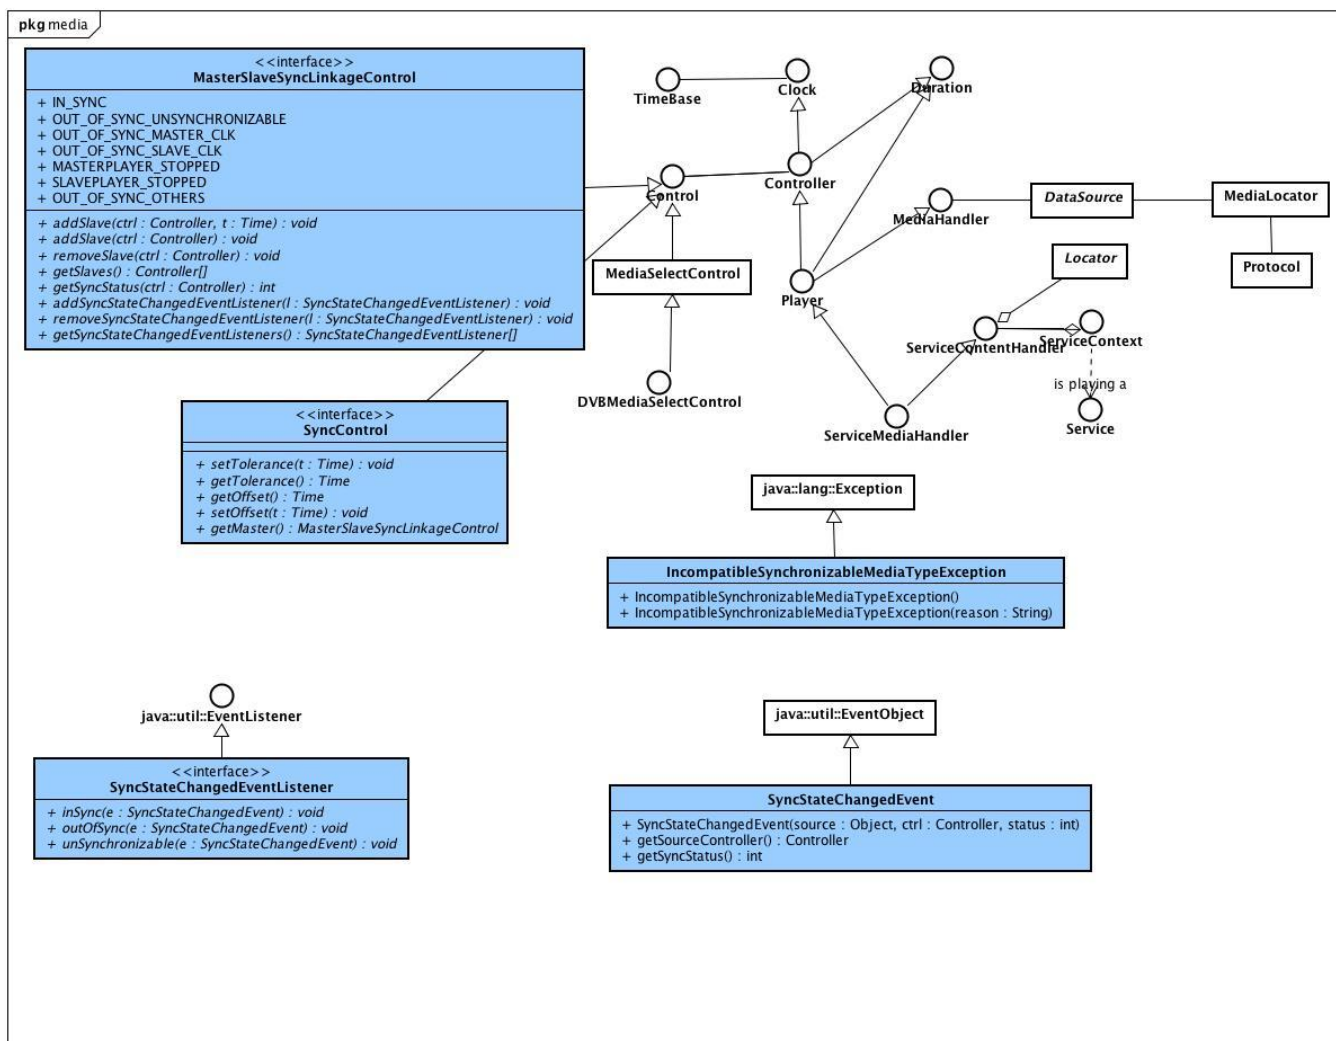 pkg media
<<interface>>
MasterSlaveSyncLinkageControl
+ IN_SYNC
+ OUT_OF_SYNC_UNSYNCHRONIZABLE
+ OUT_OF_SYNC_MASTER_CLK
+ OUT_OF_SYNC_SLAVE_CLK
+ MASTERPLAYER_STOPPED
+ SLAVEPLAYER_STOPPED
+ OUT_OF_SYNC_OTHERS
+ addSlave(ctrl : Controller, t : Time) : void
+ addSlave(ctrl : Controller) : void
+ removeSlave(ctrl : Controller) : void
+ getSlaves() : Controller[]
+ getSyncStatus(ctrl : Controller) : int
+ addSyncStateChangedEventListener(l : SyncStateChangedEventListener) : void
+ removeSyncStateChangedEventListener(l : SyncStateChangedEventListener) : void
+ getSyncStateChangedEventListeners() : SyncStateChangedEventListener[]
TimeBase
Clock
Duration
Control
Controller
MediaHandler
DataSource
MediaLocator
Protocol
Locator
MediaSelectControl
Player
ServiceContentHandler
ServiceContext
is playing a
Service
DVBMediaSelectControl
ServiceMediaHandler
<<interface>>
SyncControl
+ setTolerance(t : Time) : void
+ getTolerance() : Time
+ getOffset() : Time
+ setOffset(t : Time) : void
+ getMaster() : MasterSlaveSyncLinkageControl
java::lang::Exception
IncompatibleSynchronizableMediaTypeException
+ IncompatibleSynchronizableMediaTypeException()
+ IncompatibleSynchronizableMediaTypeException(reason : String)
java::util::EventListener
<<interface>>
SyncStateChangedEventListener
+ inSync(e : SyncStateChangedEvent) : void
+ outOfSync(e : SyncStateChangedEvent) : void
+ unSynchronizable(e : SyncStateChangedEvent) : void
java::util::EventObject
SyncStateChangedEvent
+ SyncStateChangedEvent(source : Object, ctrl : Controller, status : int)
+ getSourceController() : Controller
+ getSyncStatus() : int